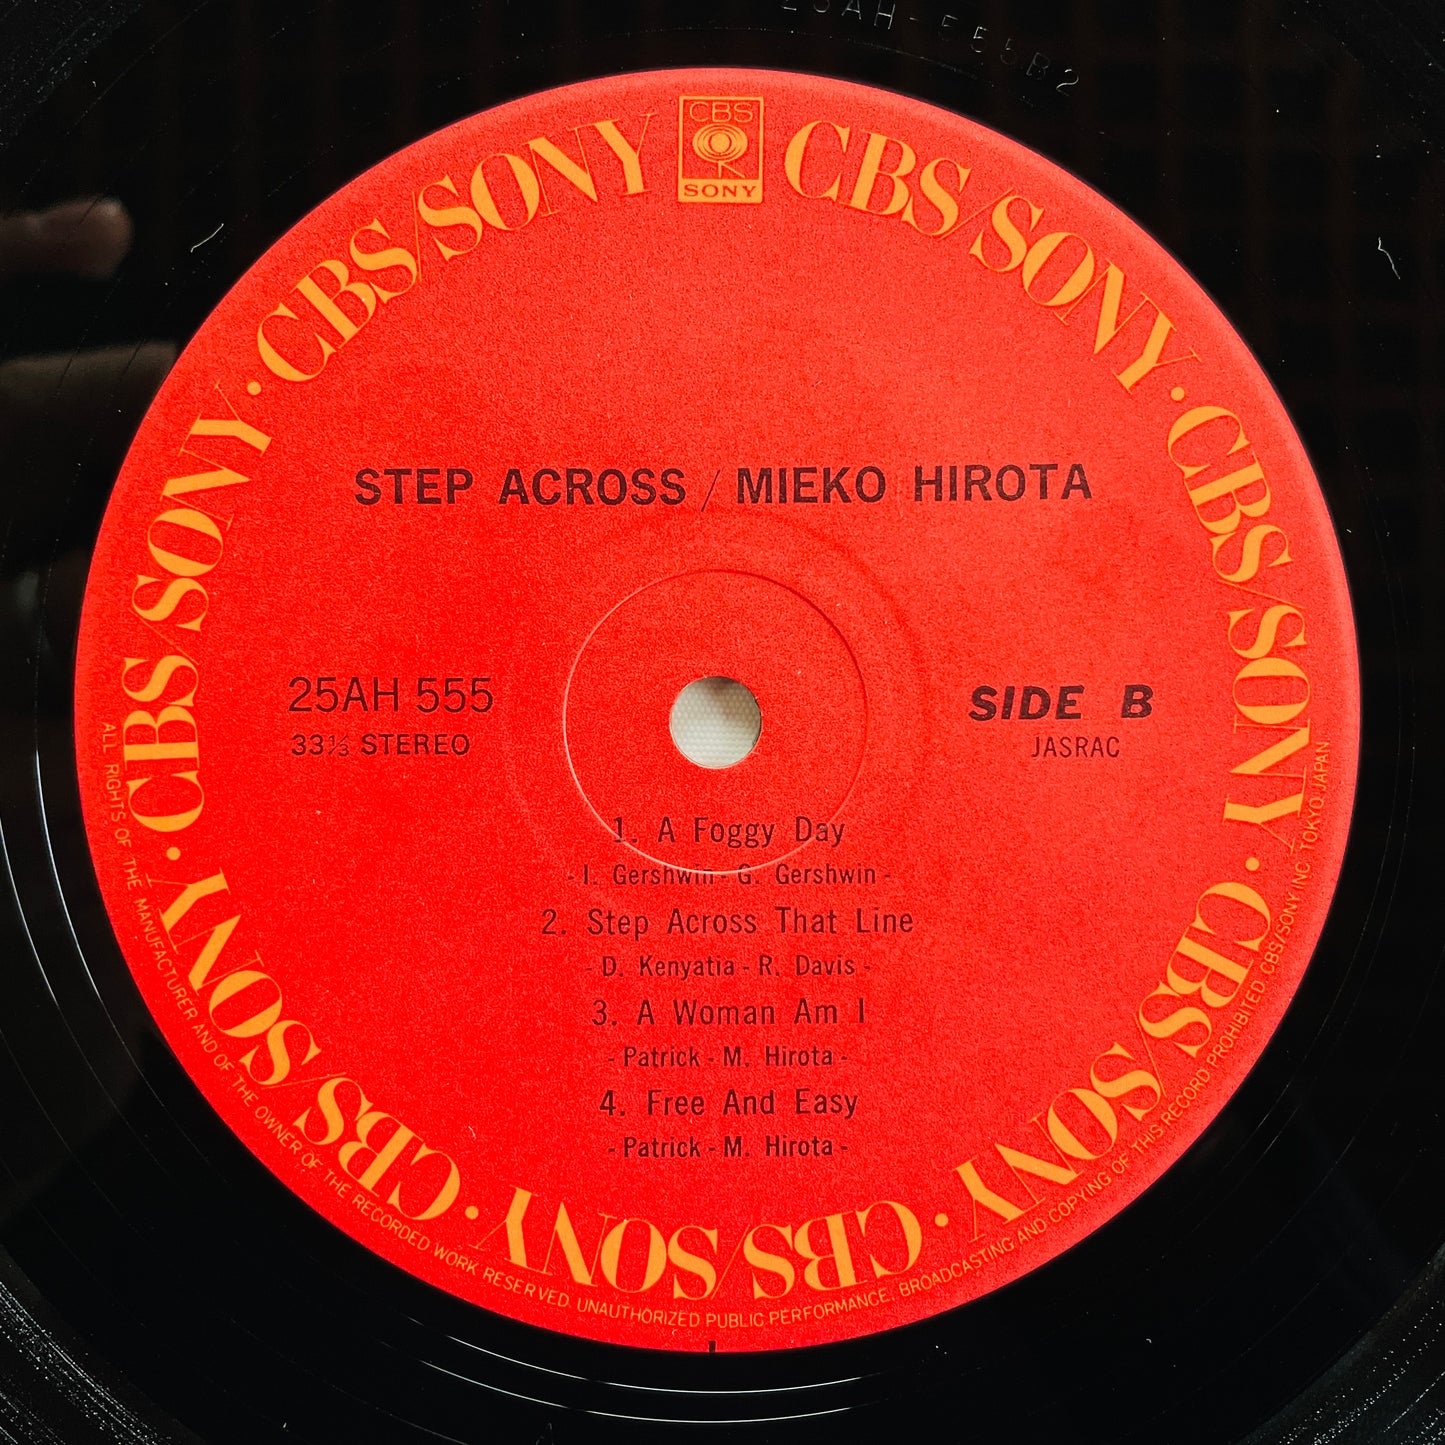 25AH-555B2
CBS
SONY
CBS/SONY · CBS/SONY · CBS/SONY · CBS/SONY · CBS/SONY · CBS/SONY · CBS/SONY · CBS/SONY
STEP ACROSS / MIEKO HIROTA
25AH 555
33⅓ STEREO
SIDE B
JASRAC
1. A Foggy Day
- I. Gershwin - G. Gershwin -
2. Step Across That Line
- D. Kenyatia - R. Davis -
3. A Woman Am I
- Patrick - M. Hirota -
4. Free And Easy
- Patrick - M. Hirota -
ALL RIGHTS OF THE MANUFACTURER AND OF THE OWNER OF THE RECORDED WORK RESERVED. UNAUTHORIZED PUBLIC PERFORMANCE. BROADCASTING AND COPYING OF THIS RECORD PROHIBITED. CBS/SONY INC. TOKYO, JAPAN